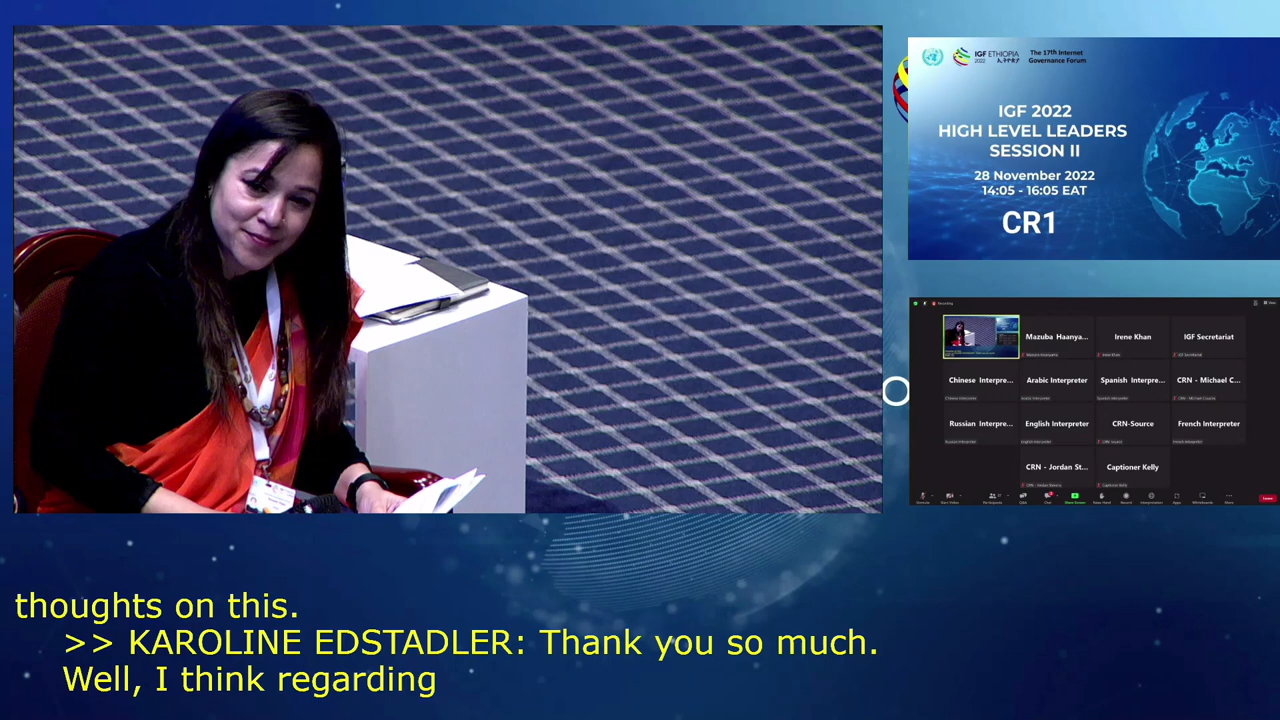 IGF ETHIOPIA
2022 ኢትዮጵያ
The 17th Internet
Governance Forum
IGF 2022
HIGH LEVEL LEADERS
SESSION II
28 November 2022
14:05 - 16:05 EAT
CR1
Recording
Mazuba Haanya...
Irene Khan
IGF Secretariat
Chinese Interpre...
Arabic Interpreter
Spanish Interpre...
CRN - Michael C...
Russian Interpre...
English Interpreter
CRN-Source
French Interpreter
CRN - Jordan St...
Captioner Kelly
Leave
thoughts on this.
>> KAROLINE EDSTADLER: Thank you so much.
Well, I think regarding